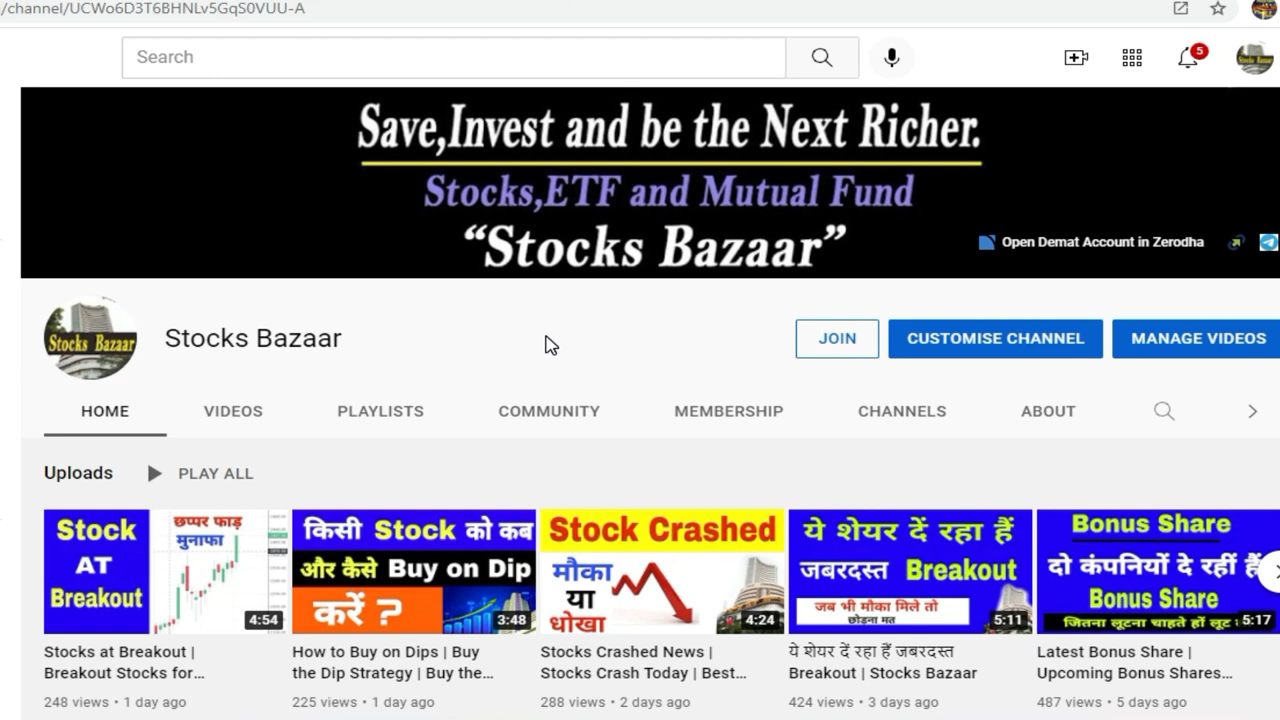 /channel/UCWo6D3T6BHNLv5GqS0VUU-A
Search
5
Save,Invest and be the Next Richer.
Stocks,ETF and Mutual Fund
“Stocks Bazaar”
Open Demat Account in Zerodha
Stocks Bazaar
Stocks Bazaar
JOIN
CUSTOMISE CHANNEL
MANAGE VIDEOS
HOME
VIDEOS
PLAYLISTS
COMMUNITY
MEMBERSHIP
CHANNELS
ABOUT
Uploads
PLAY ALL
Stock
AT
Breakout
छप्पर फाड़
मुनाफा
4:54
किसी Stock को कब
और कैसे Buy on Dip
करें ?
3:48
Stock Crashed
मौका
या
धोखा
4:24
ये शेयर दें रहा हैं
जबरदस्त Breakout
जब भी मौका मिले तो
छोड़ना मत
5:11
Bonus Share
दो कंपनियों दे रहीं हैं
Bonus Share
जितना लूटना चाहते हों लूट
5:17
Stocks at Breakout |
Breakout Stocks for...
248 views • 1 day ago
How to Buy on Dips | Buy
the Dip Strategy | Buy the...
225 views • 1 day ago
Stocks Crashed News |
Stocks Crash Today | Best...
288 views • 2 days ago
ये शेयर दें रहा हैं जबरदस्त
Breakout | Stocks Bazaar
424 views • 3 days ago
Latest Bonus Share |
Upcoming Bonus Shares...
487 views • 5 days ago